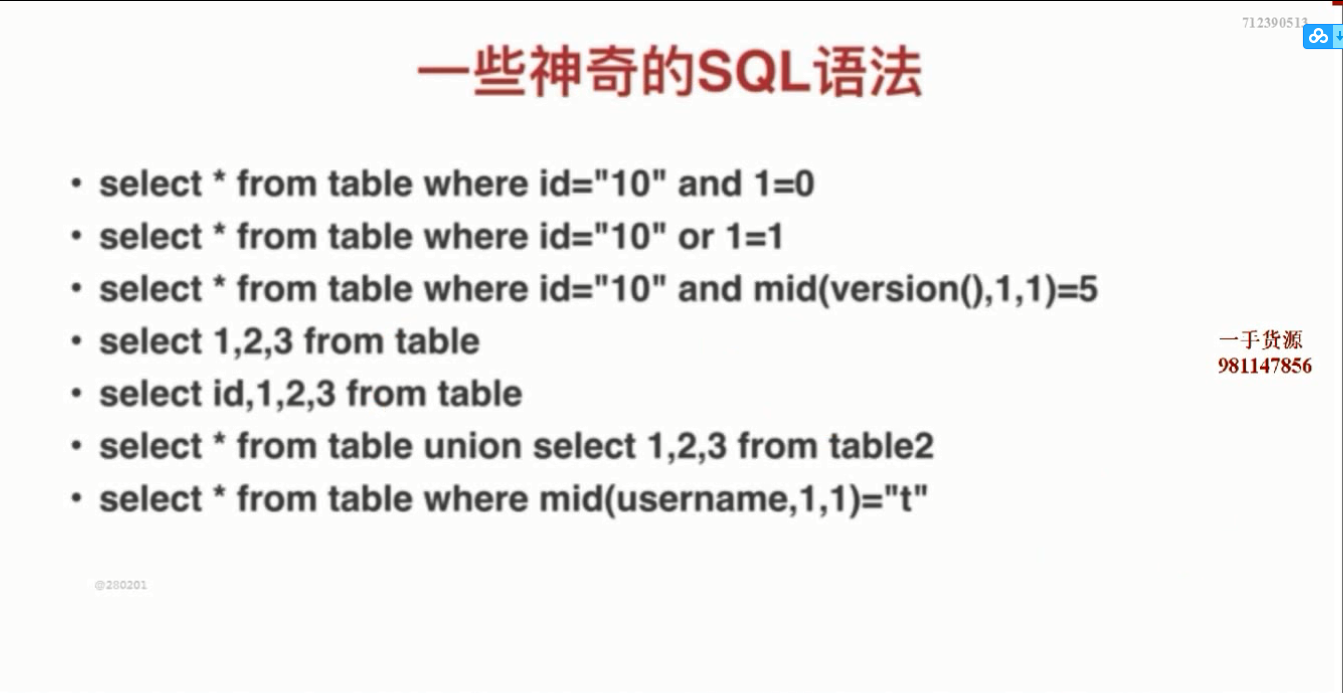 712390513
一些神奇的SQL语法
• select * from table where id="10" and 1=0
• select * from table where id="10" or 1=1
• select * from table where id="10" and mid(version(),1,1)=5
• select 1,2,3 from table
一手货源
981147856
• select id,1,2,3 from table
• select * from table union select 1,2,3 from table2
• select * from table where mid(username,1,1)="t"
@280201